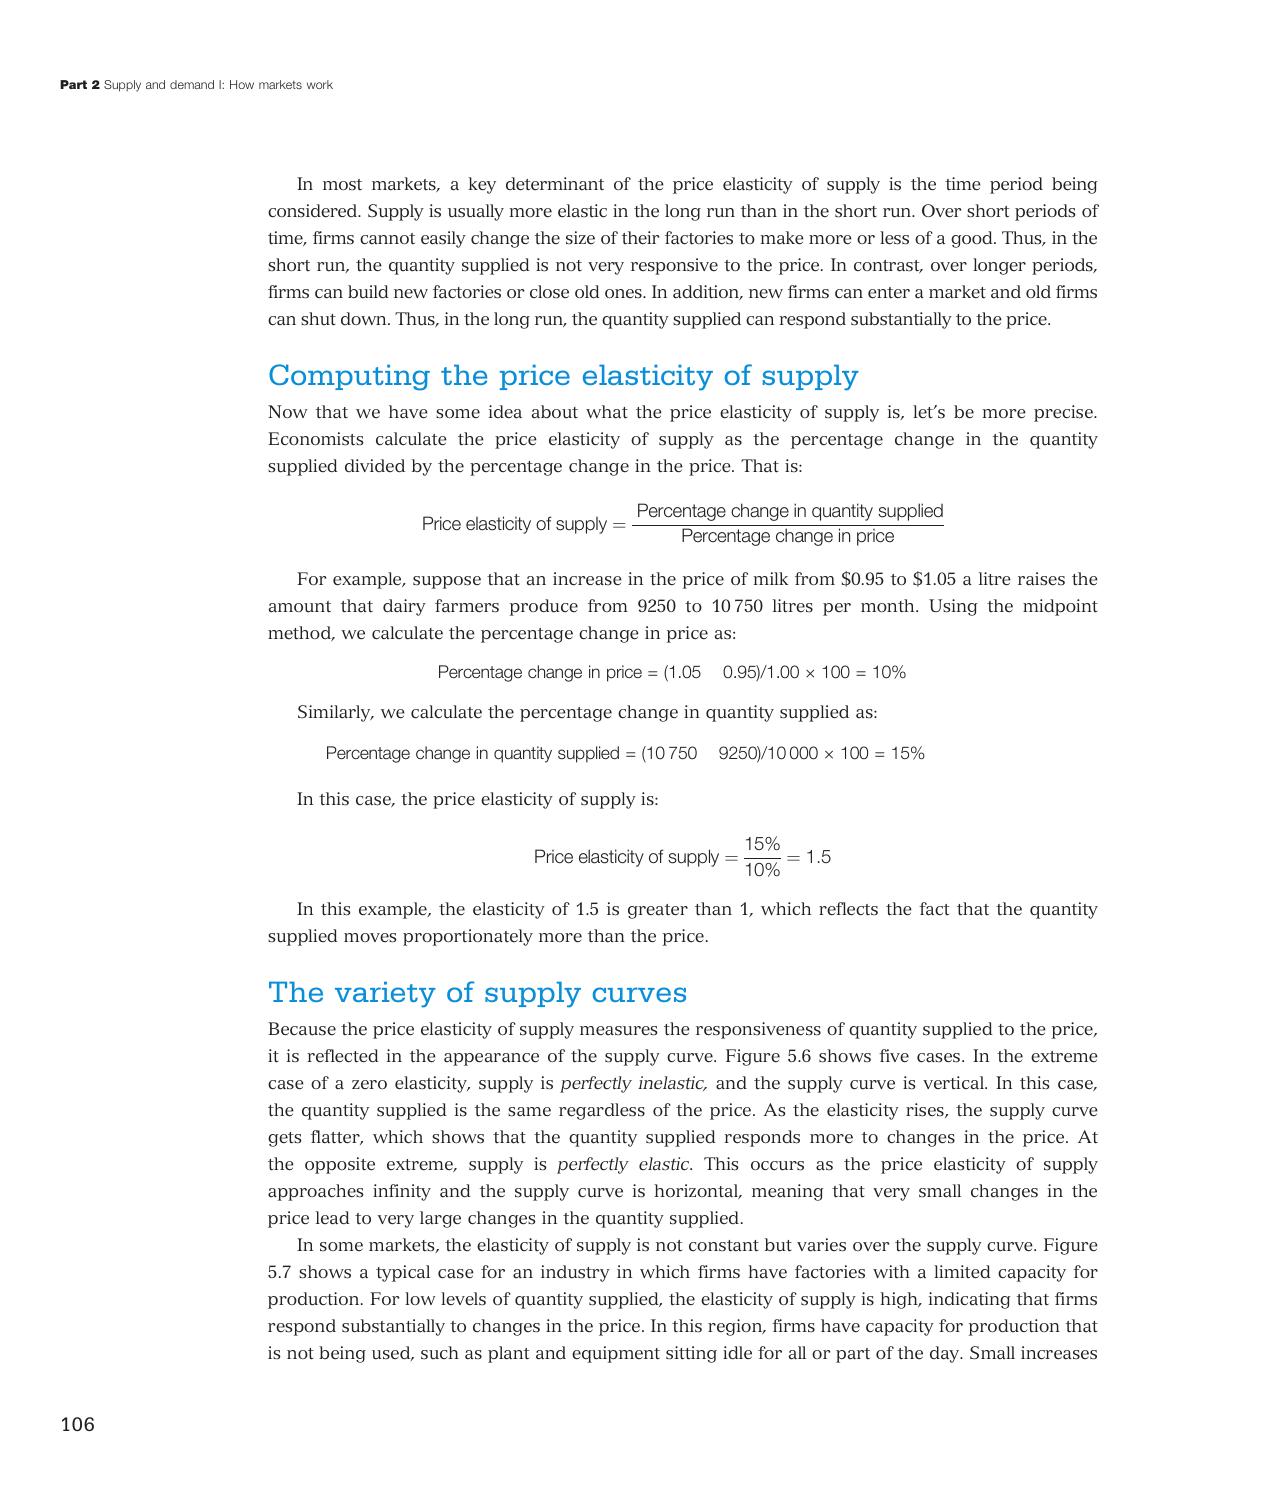 Part 2 Supply and demand I: How markets work
In most markets, a key determinant of the price elasticity of supply is the time period being
considered. Supply is usually more elastic in the long run than in the short run. Over short periods of
time, firms cannot easily change the size of their factories to make more or less of a good. Thus, in the
short run, the quantity supplied is not very responsive to the price. In contrast, over longer periods,
firms can build new factories or close old ones. In addition, new firms can enter a market and old firms
can shut down. Thus, in the long run, the quantity supplied can respond substantially to the price.
Computing the price elasticity of supply
Now that we have some idea about what the price elasticity of supply is, let’s be more precise.
Economists calculate the price elasticity of supply as the percentage change in the quantity
supplied divided by the percentage change in the price. That is:
Price elasticity of supply = Percentage change in quantity supplied
Percentage change in price
For example, suppose that an increase in the price of milk from $0.95 to $1.05 a litre raises the
amount that dairy farmers produce from 9250 to 10 750 litres per month. Using the midpoint
method, we calculate the percentage change in price as:
Percentage change in price = (1.05 0.95)/1.00 × 100 = 10%
Similarly, we calculate the percentage change in quantity supplied as:
Percentage change in quantity supplied = (10 750 9250)/10 000 × 100 = 15%
In this case, the price elasticity of supply is:
Price elasticity of supply = 15%
10% = 1.5
In this example, the elasticity of 1.5 is greater than 1, which reflects the fact that the quantity
supplied moves proportionately more than the price.
The variety of supply curves
Because the price elasticity of supply measures the responsiveness of quantity supplied to the price,
it is reflected in the appearance of the supply curve. Figure 5.6 shows five cases. In the extreme
case of a zero elasticity, supply is perfectly inelastic, and the supply curve is vertical. In this case,
the quantity supplied is the same regardless of the price. As the elasticity rises, the supply curve
gets flatter, which shows that the quantity supplied responds more to changes in the price. At
the opposite extreme, supply is perfectly elastic. This occurs as the price elasticity of supply
approaches infinity and the supply curve is horizontal, meaning that very small changes in the
price lead to very large changes in the quantity supplied.
In some markets, the elasticity of supply is not constant but varies over the supply curve. Figure
5.7 shows a typical case for an industry in which firms have factories with a limited capacity for
production. For low levels of quantity supplied, the elasticity of supply is high, indicating that firms
respond substantially to changes in the price. In this region, firms have capacity for production that
is not being used, such as plant and equipment sitting idle for all or part of the day. Small increases
106